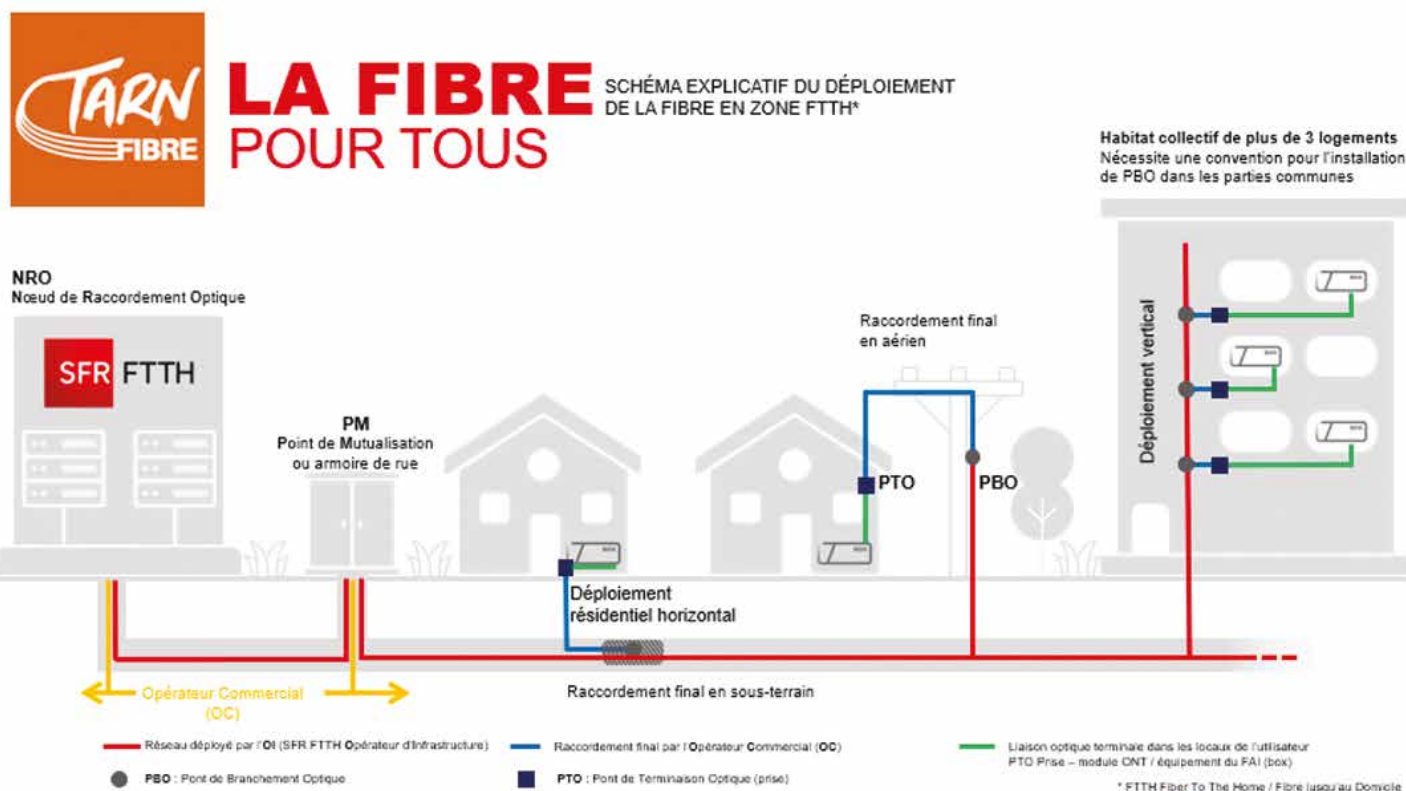 TARN
FIBRE
LA FIBRE
POUR TOUS
SCHÉMA EXPLICATIF DU DÉPLOIEMENT
DE LA FIBRE EN ZONE FTTH*
Habitat collectif de plus de 3 logements
Nécessite une convention pour l'installation
de PBO dans les parties communes
NRO
Nœud de Raccordement Optique
SFR FTTH
PM
Point de Mutualisation
ou armoire de rue
Raccordement final
en aérien
PTO
PBO
Déploiement vertical
Déploiement
résidentiel horizontal
Raccordement final en sous-terrain
Opérateur Commercial
(OC)
Réseau déployé par l'OI (SFR FTTH Opérateur d'Infrastructure)
Raccordement final par l'Opérateur Commercial (OC)
Liaison optique terminale dans les locaux de l'utilisateur
PTO Prise – module ONT / équipement du FAI (box)
PBO : Pont de Branchement Optique
PTO : Pont de Terminaison Optique (prise)
* FTTH Fiber To The Home / Fibre jusqu'au Domicile